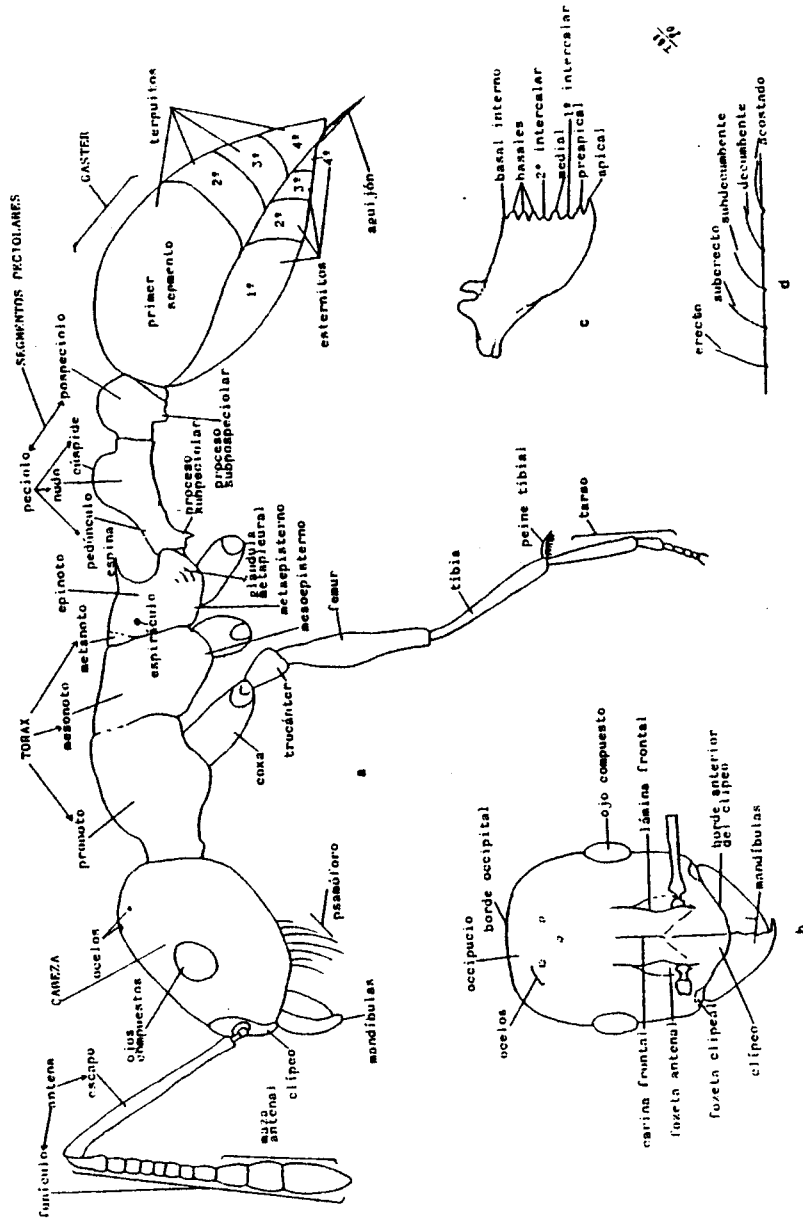 SEGMENTOS PECIOLARES
GASTER
TORAX
CABEZA
funículo
antena
escapo
maza
antenal
ojos
compuestos
ocelos
clípeo
mandíbulas
psamóforo
pronoto
mesonoto
metanoto
epinoto
espina
espiráculo
pecíolo
pedúnculo
nudo
cúspide
pospecíolo
proceso
subpeciolar
proceso
subpospeciolar
glándula
metapleural
metaepisterno
mesoepisterno
coxa
trocánter
femur
tibia
peine tibial
tarso
primer
segmento
2º
3º
4º
1º
2º
3º
4º
terguitos
esternitos
aguijón
a
occipucio
borde occipital
ocelos
ojo compuesto
carina frontal
lámina frontal
foxeta antenal
foxeta clipeal
clípeo
borde anterior
del clípeo
mandíbulas
b
basal interno
basales
2º intercalar
medial
1º intercalar
preapical
apical
c
erecto
suberecto
subdecumbente
decumbente
acostado
d